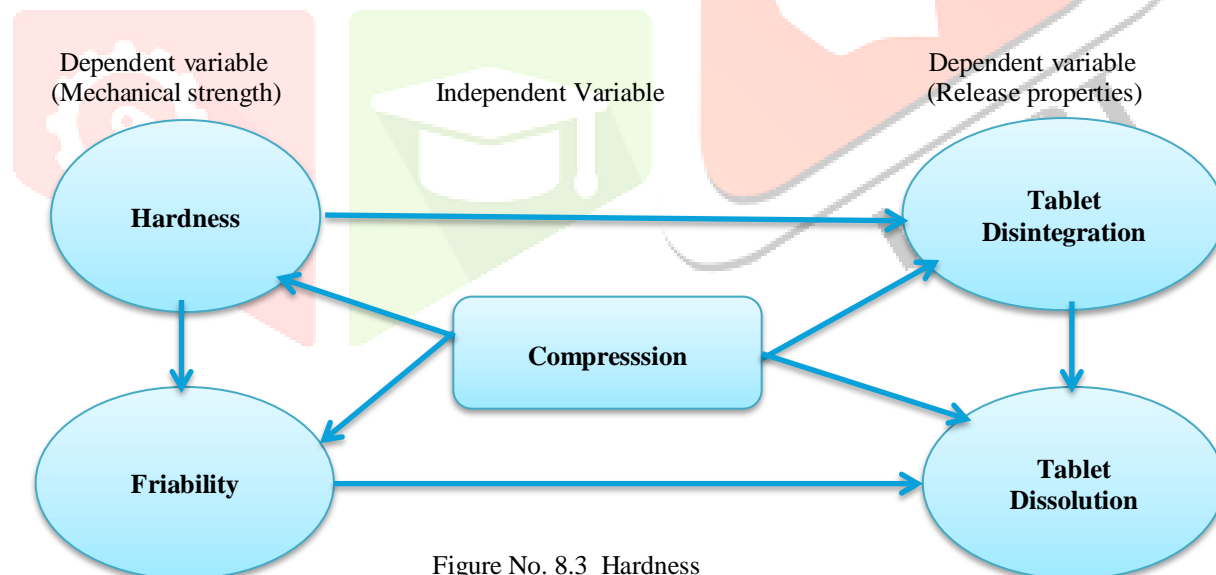 Dependent variable
(Mechanical strength)
Independent Variable
Dependent variable
(Release properties)
Hardness
Tablet
Disintegration
Compresssion
Friability
Tablet
Dissolution
Figure No. 8.3 Hardness